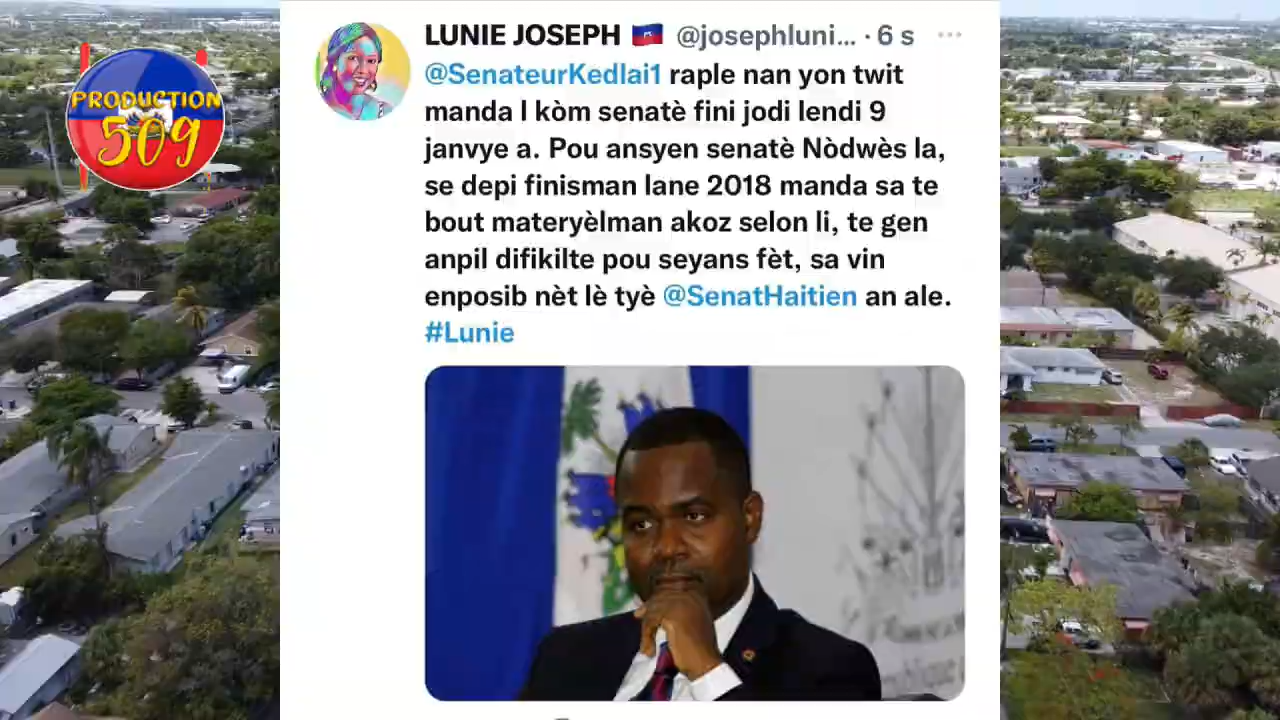 PRODUCTION
509
LUNIE JOSEPH 🇭🇹 @josephluni... · 6 s
@SenateurKedlai1 raple nan yon twit
manda l kòm senatè fini jodi lendi 9
janvye a. Pou ansyen senatè Nòdwès la,
se depi finisman lane 2018 manda sa te
bout materyèlman akoz selon li, te gen
anpil difikilte pou seyans fèt, sa vin
enposib nèt lè tyè @SenatHaitien an ale.
#Lunie